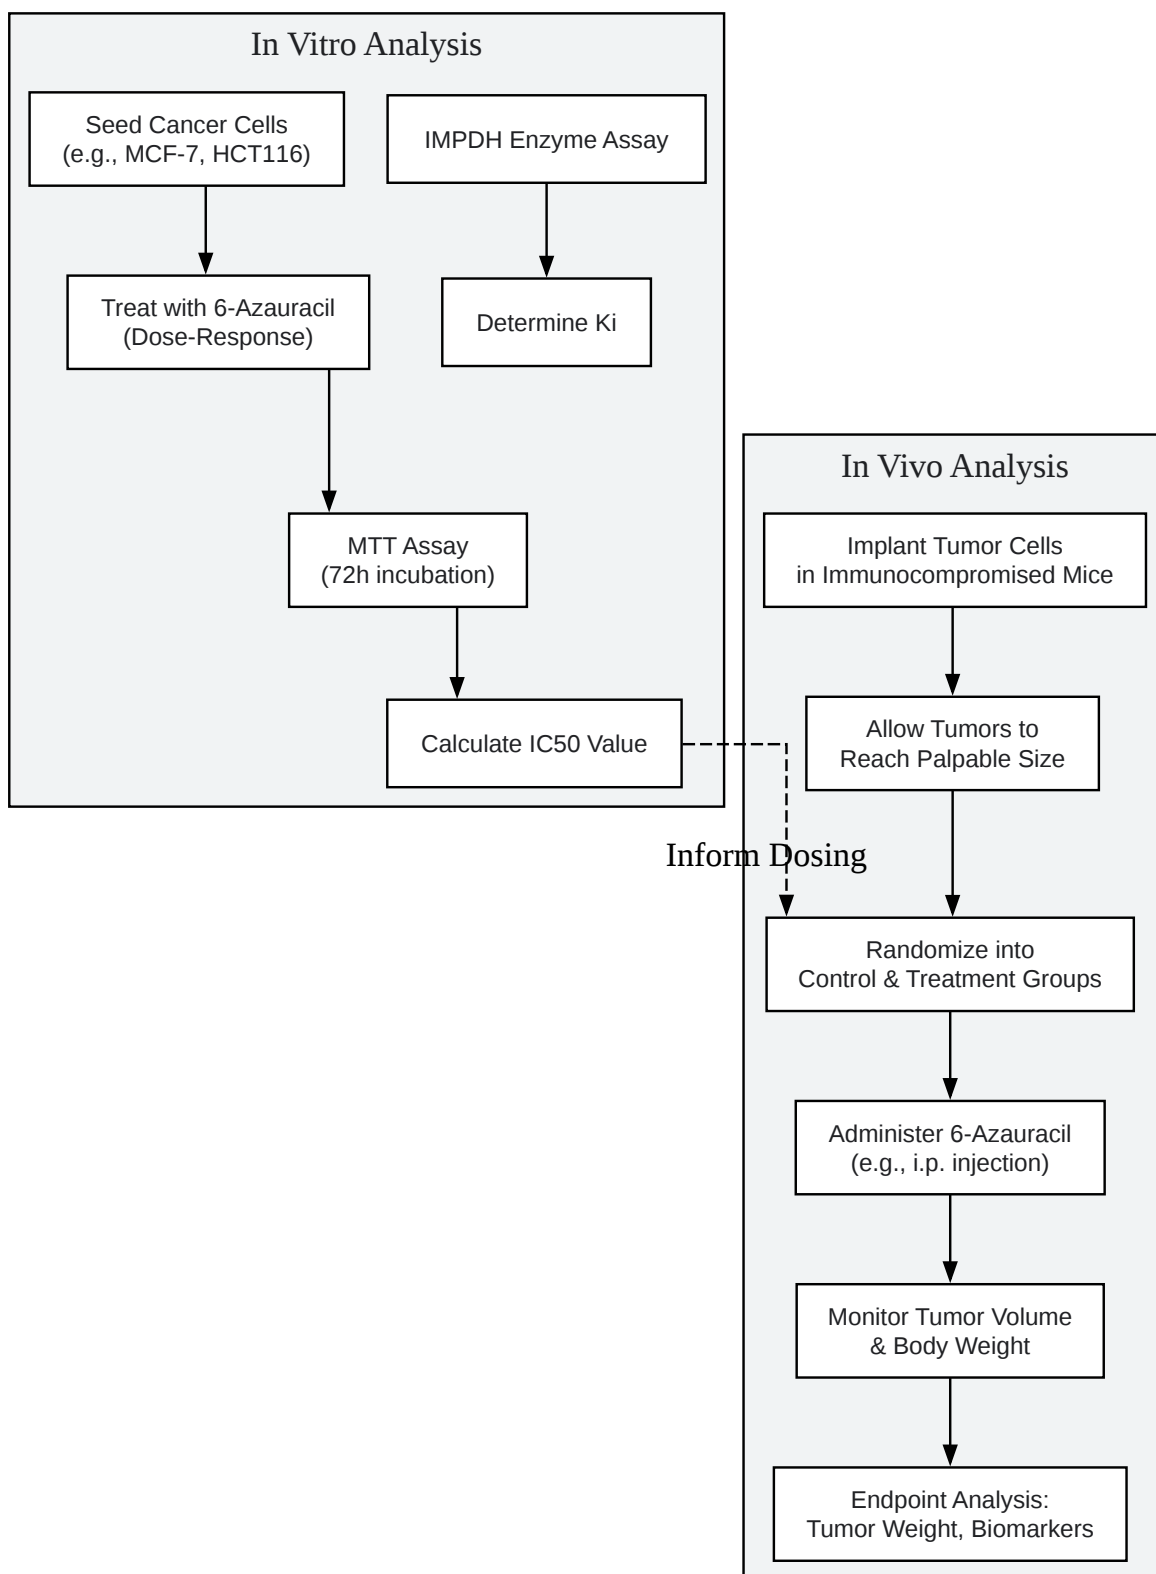 In Vitro Analysis
Seed Cancer Cells
(e.g., MCF-7, HCT116)
IMPDH Enzyme Assay
Treat with 6-Azauracil
(Dose-Response)
Determine Ki
MTT Assay
(72h incubation)
Calculate IC50 Value
Inform Dosing
In Vivo Analysis
Implant Tumor Cells
in Immunocompromised Mice
Allow Tumors to
Reach Palpable Size
Randomize into
Control & Treatment Groups
Administer 6-Azauracil
(e.g., i.p. injection)
Monitor Tumor Volume
& Body Weight
Endpoint Analysis:
Tumor Weight, Biomarkers